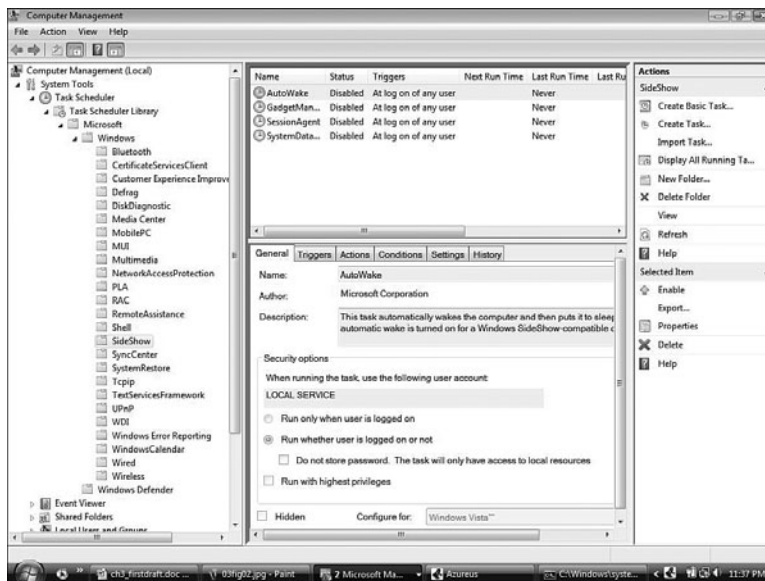 Computer Management
File Action View Help
Computer Management (Local)
System Tools
Task Scheduler
Task Scheduler Library
Microsoft
Windows
Bluetooth
CertificateServicesClient
Customer Experience Improve
Defrag
DiskDiagnostic
Media Center
MobilePC
MUI
Multimedia
NetworkAccessProtection
PLA
RAC
RemoteAssistance
Shell
SideShow
SyncCenter
SystemRestore
Tcpip
TextServicesFramework
UPnP
WDI
Windows Error Reporting
WindowsCalendar
Wired
Wireless
Windows Defender
Event Viewer
Shared Folders
Local Users and Groups
Name Status Triggers Next Run Time Last Run Time Last Ru
AutoWake Disabled At log on of any user Never
GadgetMan... Disabled At log on of any user Never
SessionAgent Disabled At log on of any user Never
SystemData... Disabled At log on of any user Never
General Triggers Actions Conditions Settings History
Name: AutoWake
Author: Microsoft Corporation
Description: This task automatically wakes the computer and then puts it to sleep
automatic wake is turned on for a Windows SideShow-compatible
Security options
When running the task, use the following user account:
LOCAL SERVICE
Run only when user is logged on
Run whether user is logged on or not
Do not store password. The task will only have access to local resources
Run with highest privileges
Hidden Configure for: Windows Vista™
Actions
SideShow
Create Basic Task...
Create Task...
Import Task...
Display All Running Ta...
New Folder...
Delete Folder
View
Refresh
Help
Selected Item
Enable
Export...
Properties
Delete
Help
ch3_firstdraft.doc ... 03fig02.jpg - Paint 2 Microsoft Ma... Azureus C:\Windows\syste... 11:37 PM